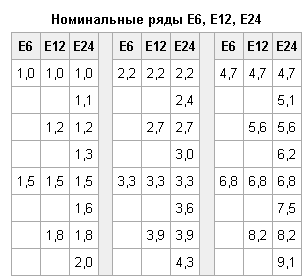 Номинальные ряды E6, E12, E24
E6 E12 E24 E6 E12 E24 E6 E12 E24
1,0 1,0 1,0 2,2 2,2 2,2 4,7 4,7 4,7
1,1 2,4 5,1
1,2 1,2 2,7 2,7 5,6 5,6
1,3 3,0 6,2
1,5 1,5 1,5 3,3 3,3 3,3 6,8 6,8 6,8
1,6 3,6 7,5
1,8 1,8 3,9 3,9 8,2 8,2
2,0 4,3 9,1